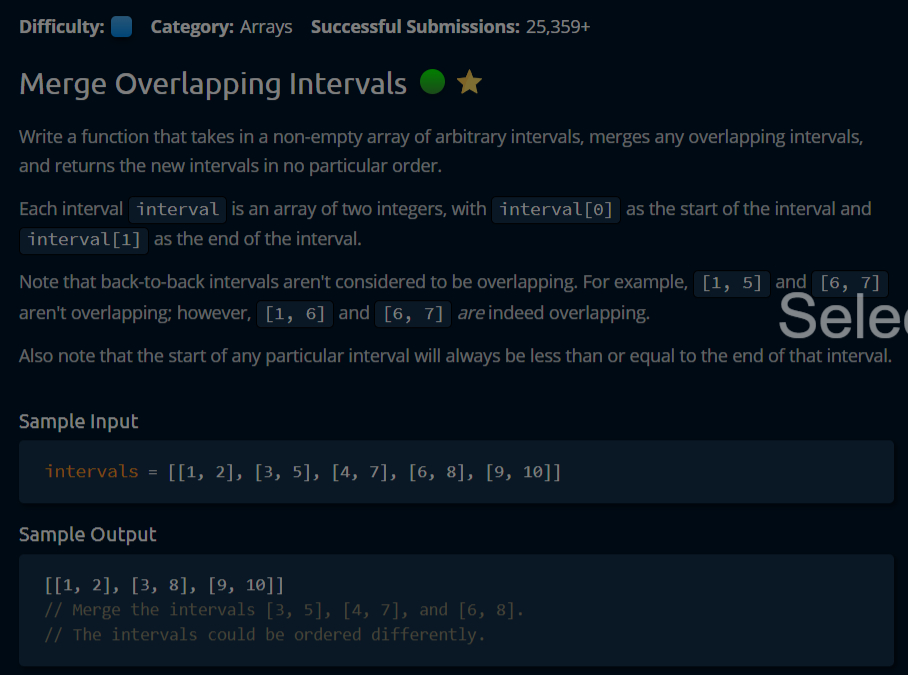 Difficulty: Category: Arrays Successful Submissions: 25,359+
Merge Overlapping Intervals
Write a function that takes in a non-empty array of arbitrary intervals, merges any overlapping intervals,
and returns the new intervals in no particular order.
Each interval interval is an array of two integers, with interval[0] as the start of the interval and
interval[1] as the end of the interval.
Note that back-to-back intervals aren't considered to be overlapping. For example, [1, 5] and [6, 7]
aren't overlapping; however, [1, 6] and [6, 7] are indeed overlapping.
Selec
Also note that the start of any particular interval will always be less than or equal to the end of that interval.
Sample Input
intervals = [[1, 2], [3, 5], [4, 7], [6, 8], [9, 10]]
Sample Output
[[1, 2], [3, 8], [9, 10]]
// Merge the intervals [3, 5], [4, 7], and [6, 8].
// The intervals could be ordered differently.